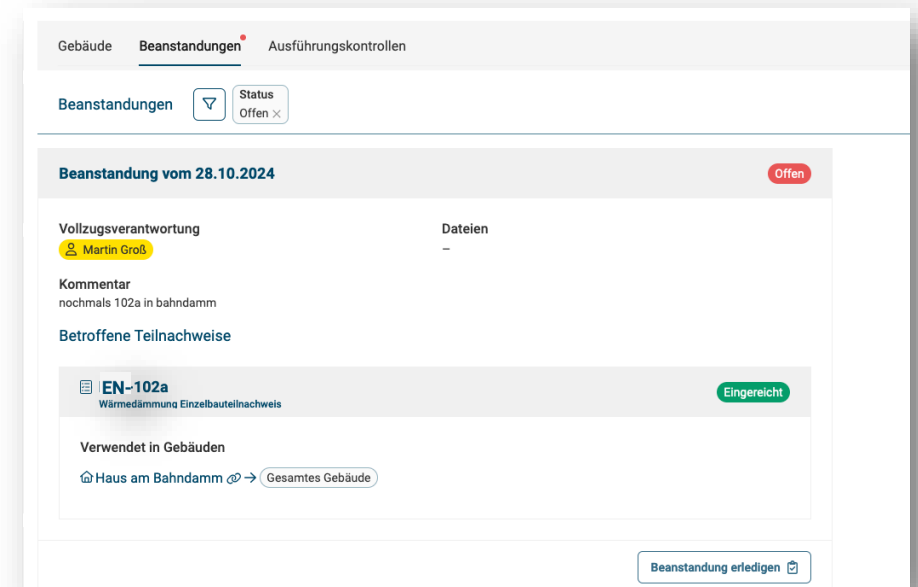 Gebäude Beanstandungen Ausführungskontrollen
Beanstandungen Status
Offen ×
Beanstandung vom 28.10.2024 Offen
Vollzugsverantwortung Dateien
Martin Groß –
Kommentar
nochmals 102a in bahndamm
Betroffene Teilnachweise
EN-102a Eingereicht
Wärmedämmung Einzelbauteilnachweis
Verwendet in Gebäuden
Haus am Bahndamm → Gesamtes Gebäude
Beanstandung erledigen